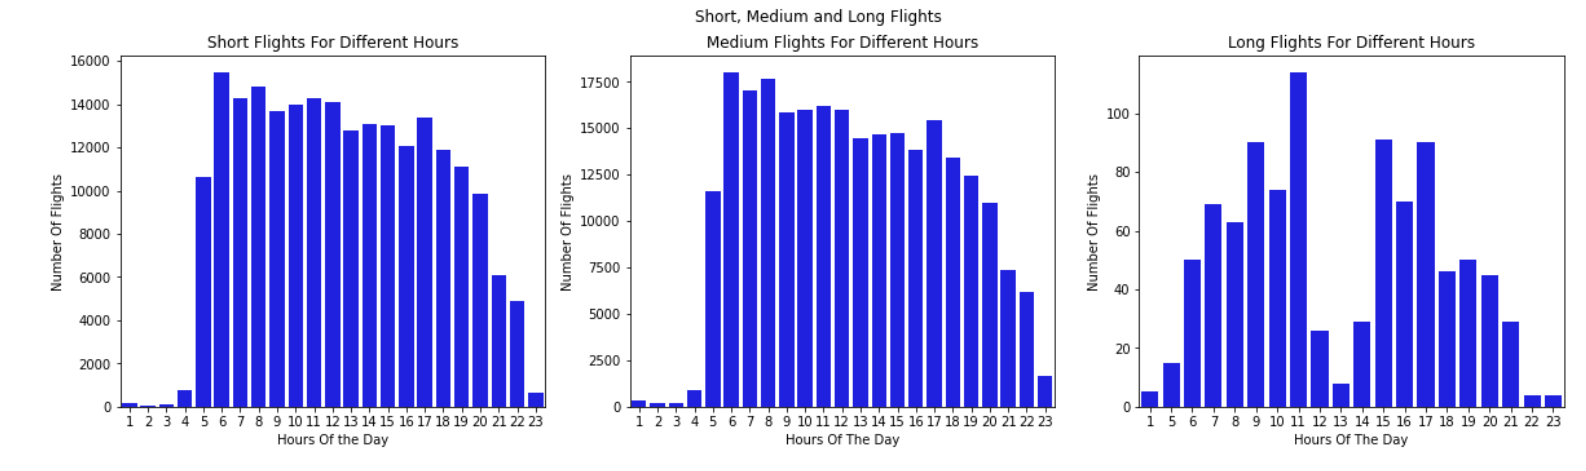 Short, Medium and Long Flights
Short Flights For Different Hours
Number Of Flights
16000
14000
12000
10000
8000
6000
4000
2000
0
1 2 3 4 5 6 7 8 9 10 11 12 13 14 15 16 17 18 19 20 21 22 23
Hours Of the Day
Medium Flights For Different Hours
Number Of Flights
17500
15000
12500
10000
7500
5000
2500
0
1 2 3 4 5 6 7 8 9 10 11 12 13 14 15 16 17 18 19 20 21 22 23
Hours Of The Day
Long Flights For Different Hours
Number Of Flights
100
80
60
40
20
0
1 5 6 7 8 9 10 11 12 13 14 15 16 17 18 19 20 21 22 23
Hours Of The Day